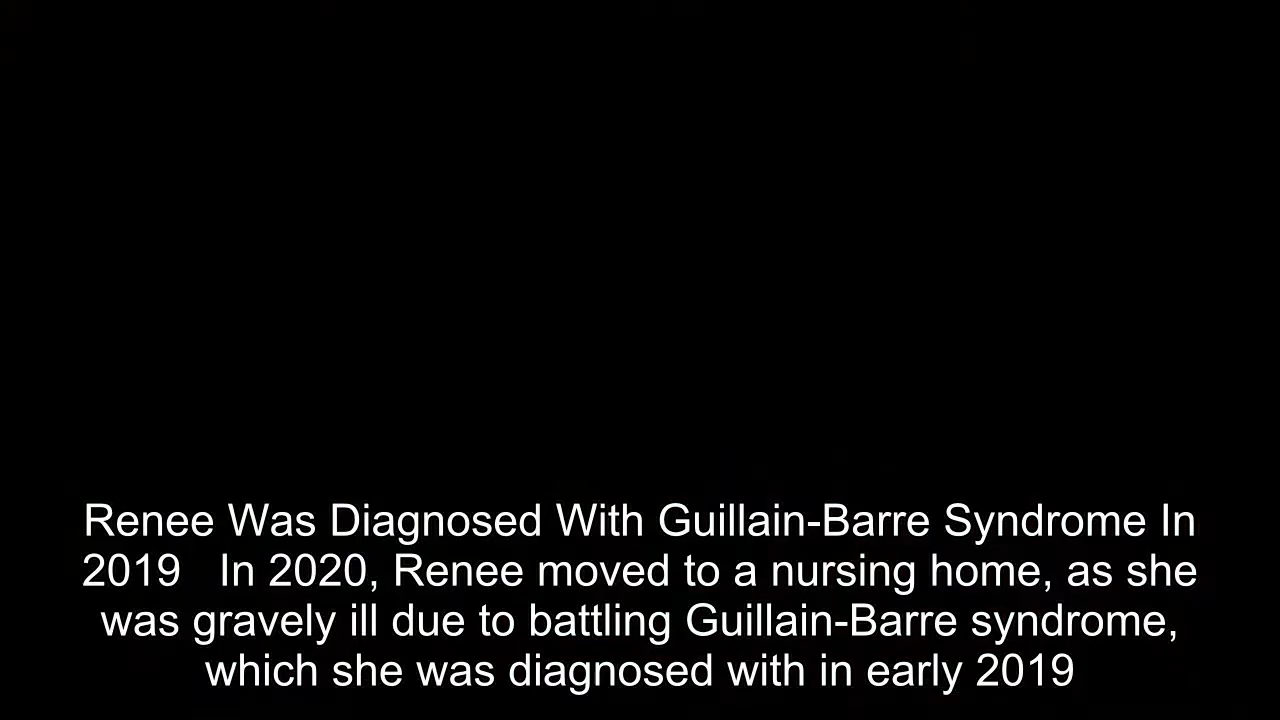 Renee Was Diagnosed With Guillain-Barre Syndrome In
2019   In 2020, Renee moved to a nursing home, as she
was gravely ill due to battling Guillain-Barre syndrome,
which she was diagnosed with in early 2019